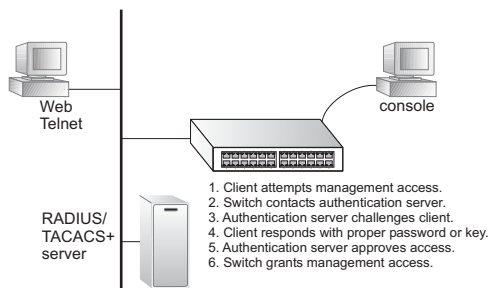 Web
Telnet
console
RADIUS/
TACACS+
server
1. Client attempts management access.
2. Switch contacts authentication server.
3. Authentication server challenges client.
4. Client responds with proper password or key.
5. Authentication server approves access.
6. Switch grants management access.